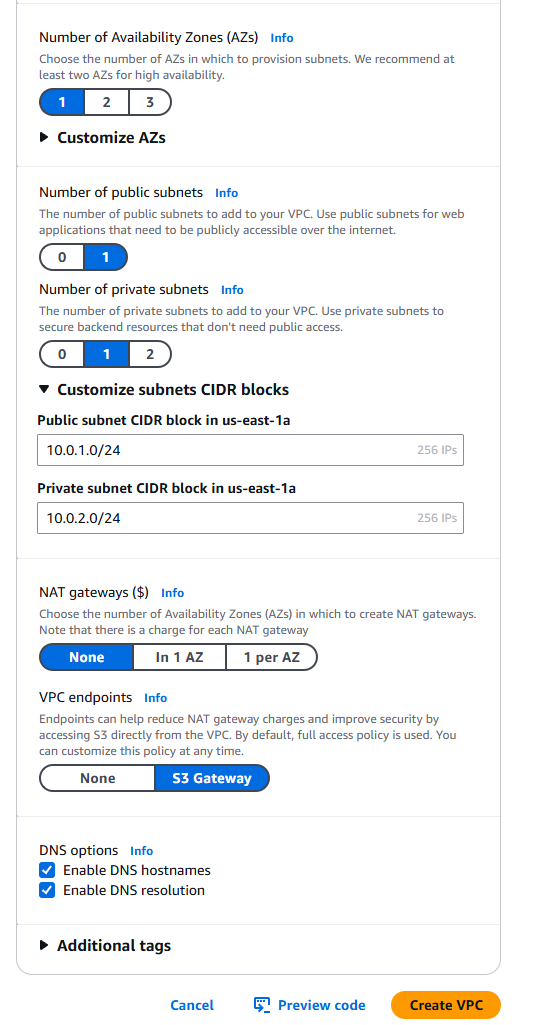 Number of Availability Zones (AZs) Info
Choose the number of AZs in which to provision subnets. We recommend at
least two AZs for high availability.
1 2 3
Customize AZs
Number of public subnets Info
The number of public subnets to add to your VPC. Use public subnets for web
applications that need to be publicly accessible over the internet.
0 1
Number of private subnets Info
The number of private subnets to add to your VPC. Use private subnets to
secure backend resources that don't need public access.
0 1 2
Customize subnets CIDR blocks
Public subnet CIDR block in us-east-1a
10.0.1.0/24 256 IPs
Private subnet CIDR block in us-east-1a
10.0.2.0/24 256 IPs
NAT gateways ($) Info
Choose the number of Availability Zones (AZs) in which to create NAT gateways.
Note that there is a charge for each NAT gateway
None In 1 AZ 1 per AZ
VPC endpoints Info
Endpoints can help reduce NAT gateway charges and improve security by
accessing S3 directly from the VPC. By default, full access policy is used. You
can customize this policy at any time.
None S3 Gateway
DNS options Info
Enable DNS hostnames
Enable DNS resolution
Additional tags
Cancel Preview code Create VPC